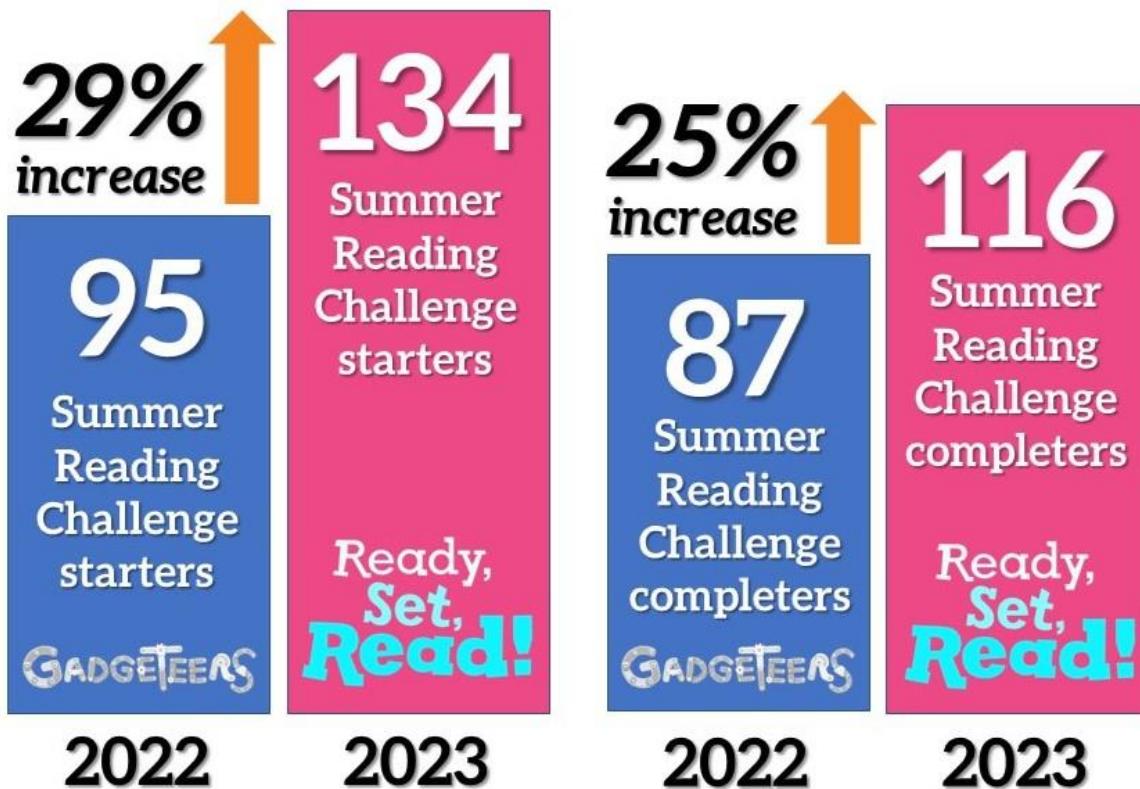 29%
increase
95
Summer
Reading
Challenge
starters
GADGETEERS
2022
134
Summer
Reading
Challenge
starters
Ready,
Set,
Read!
2023
25%
increase
87
Summer
Reading
Challenge
completers
GADGETEERS
2022
116
Summer
Reading
Challenge
completers
Ready,
Set,
Read!
2023